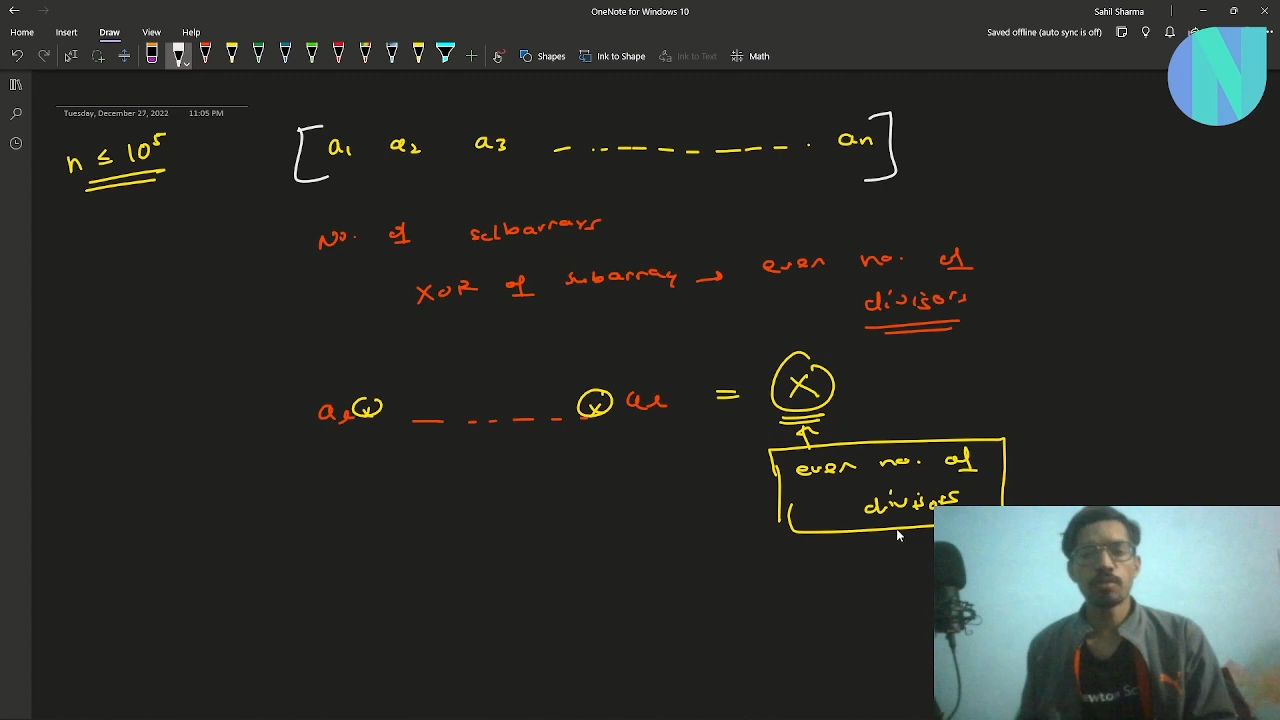 OneNote for Windows 10
Sahil Sharma
Home Insert Draw View Help
Saved offline (auto sync is off)
Shapes Ink to Shape Ink to Text Math
Tuesday, December 27, 2022 11:05 PM
n ≤ 10^5
[ a1 a2 a3 _ .. _ _ _ _ _ _ _ . an ]
No. of subarrays
XOR of subarray → even no. of
divisors
= X
even no. of
divisors